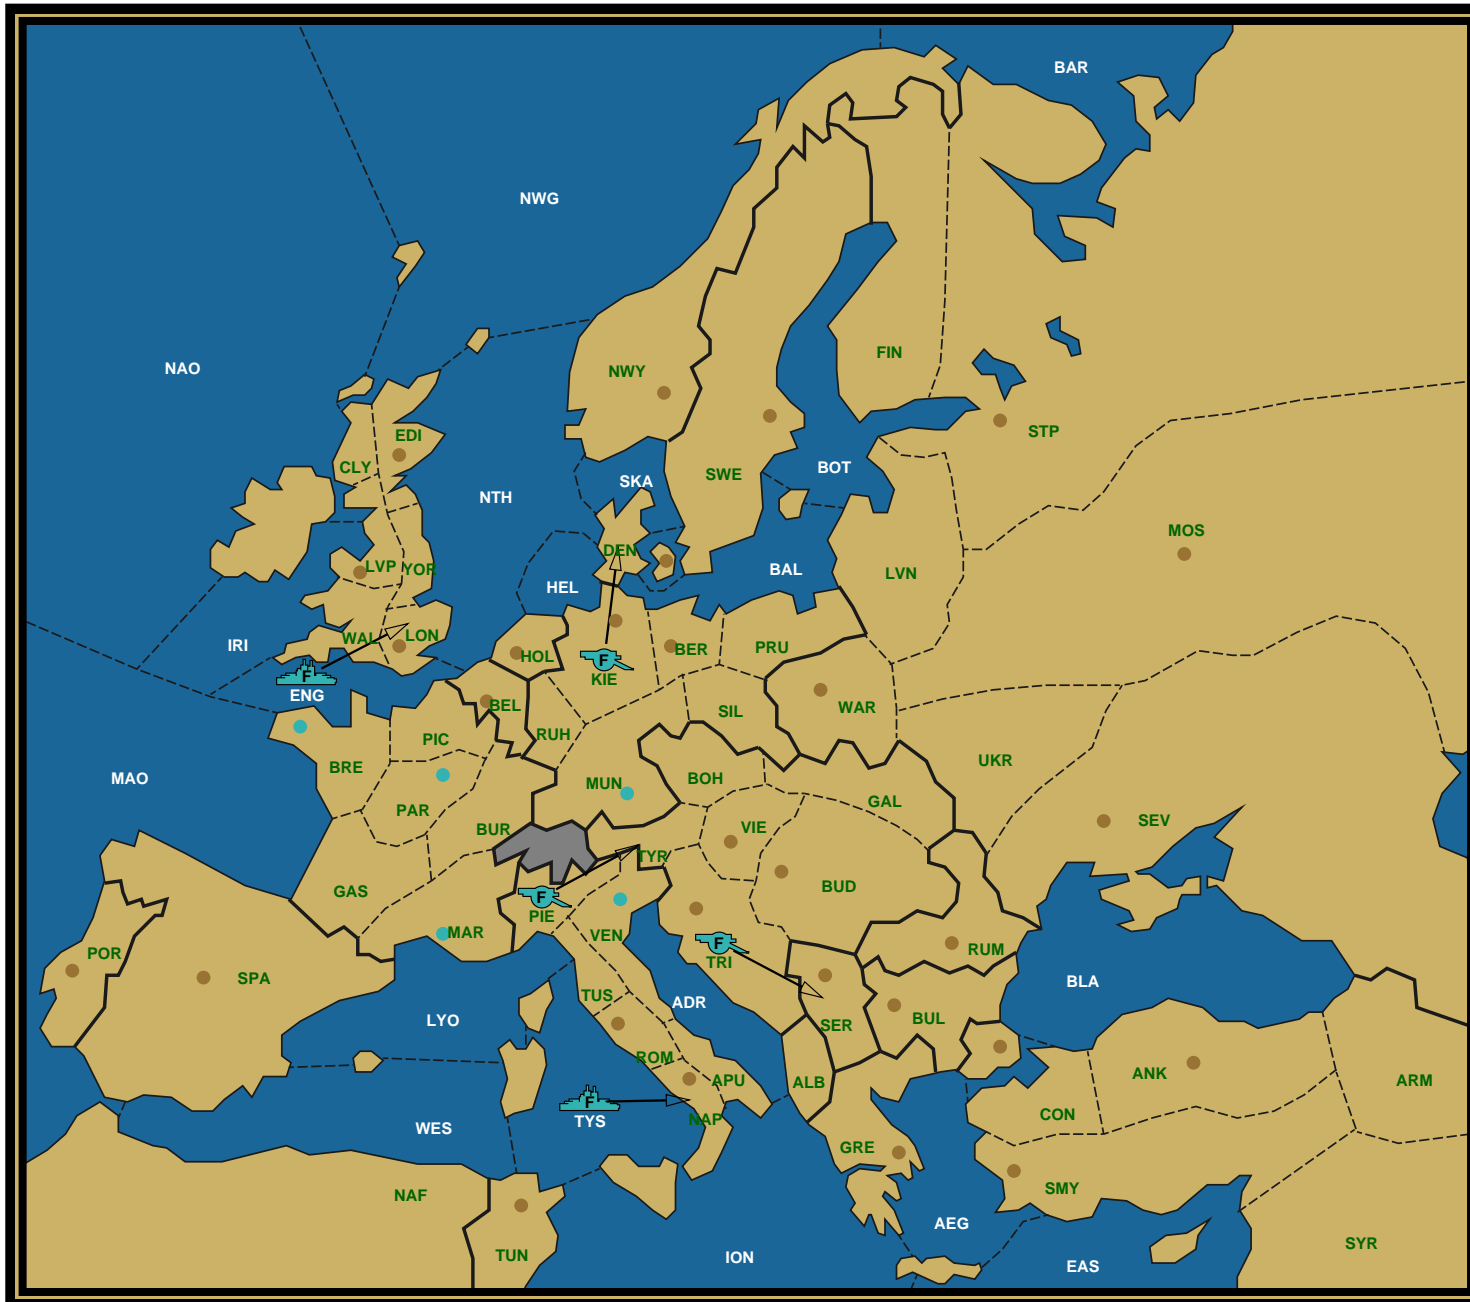 BAR
NWG
NAO
FIN
NWY
STP
EDI
CLY
BOT
SWE
SKA
NTH
MOS
DEN
LVP
YOR
BAL
LVN
HEL
IRI
WAL
LON
PRU
BER
HOL
F
KIE
F
ENG
BEL
SIL
WAR
RUH
PIC
UKR
BRE
MAO
MUN
BOH
GAL
PAR
SEV
BUR
VIE
TYR
BUD
GAS
F
PIE
MAR
VEN
F
TRI
RUM
POR
SPA
BLA
TUS
ADR
LYO
SER
BUL
ROM
ANK
APU
ALB
ARM
F
TYS
NAP
CON
WES
GRE
SMY
NAF
AEG
SYR
TUN
ION
EAS